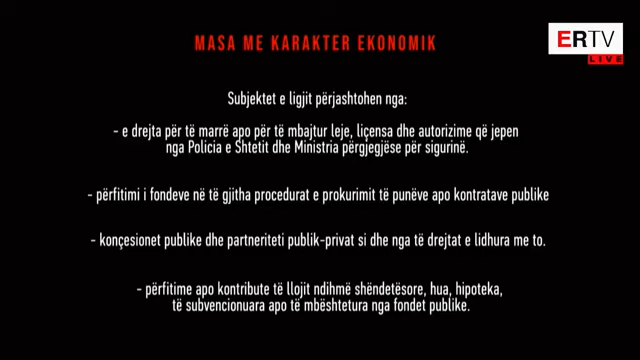 MASA ME KARAKTER EKONOMIK
ERTV
LIVE
Subjektet e ligjit përjashtohen nga:
- e drejta për të marrë apo për të mbajtur leje, liçensa dhe autorizime që jepen
nga Policia e Shtetit dhe Ministria përgjegjëse për sigurinë.
- përfitimi i fondeve në të gjitha procedurat e prokurimit të punëve apo kontratave publike
- konçesionet publike dhe partneriteti publik-privat si dhe nga të drejtat e lidhura me to.
- përfitime apo kontribute të llojit ndihmë shëndetësore, hua, hipoteka,
të subvencionuara apo të mbështetura nga fondet publike.